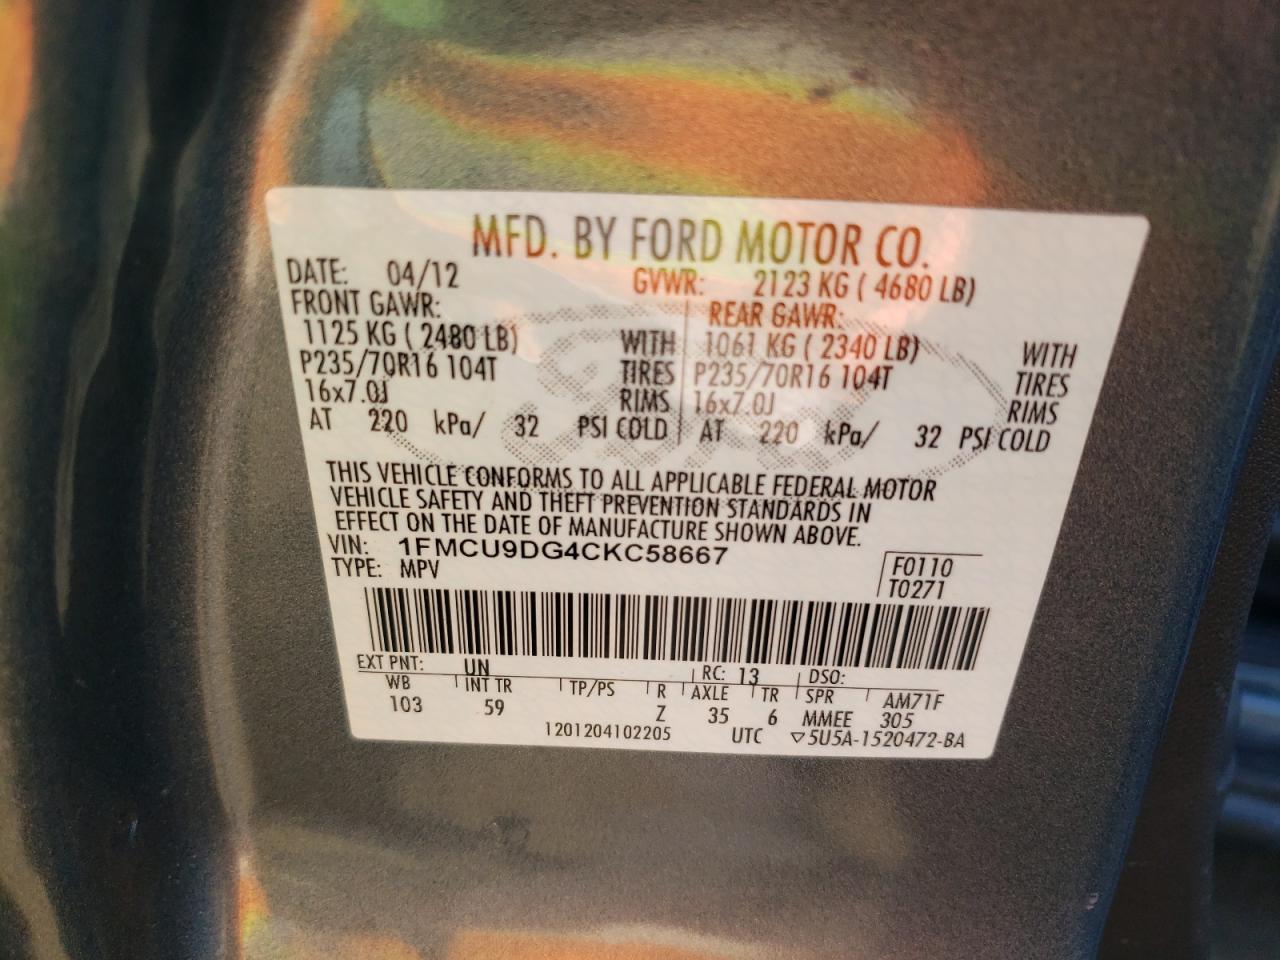 MFD. BY FORD MOTOR CO.
DATE: 04/12 GVWR: 2123 KG ( 4680 LB)
FRONT GAWR: REAR GAWR:
1125 KG ( 2480 LB) WITH 1061 KG ( 2340 LB) WITH
P235/70R16 104T TIRES P235/70R16 104T TIRES
16x7.0J RIMS 16x7.0J RIMS
AT 220 kPa/ 32 PSI COLD AT 220 kPa/ 32 PSI COLD
THIS VEHICLE CONFORMS TO ALL APPLICABLE FEDERAL MOTOR
VEHICLE SAFETY AND THEFT PREVENTION STANDARDS IN
EFFECT ON THE DATE OF MANUFACTURE SHOWN ABOVE.
VIN: 1FMCU9DG4CKC58667
TYPE: MPV
F0110
T0271
EXT PNT: UN RC: 13 DSO:
WB INT TR TP/PS R AXLE TR SPR AM71F
103 59 Z 35 6 MMEE 305
1201204102205 UTC ▽5U5A-1520472-BA